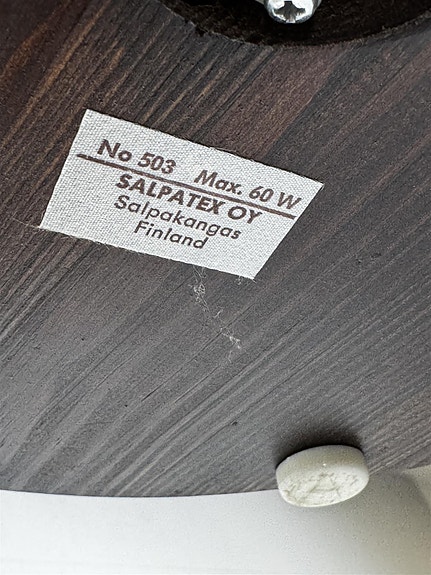 No 503 Max. 60 W
SALPATEX OY
Salpakangas
Finland